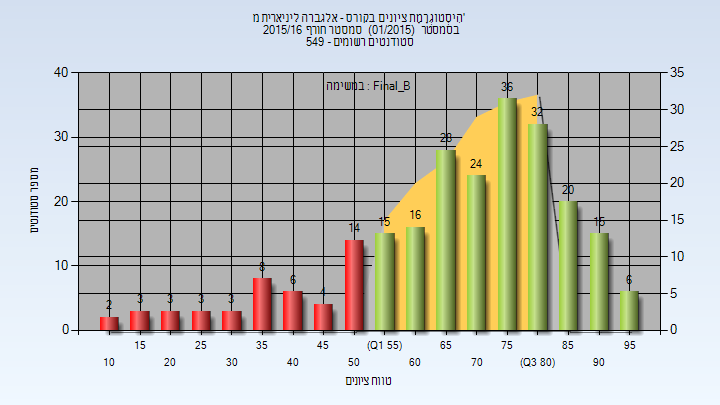 היסטוגרמת ציונים בקורס - אלגברה ליניארית מ'
בסמסטר (01/2015) סמסטר חורף 2015/16
סטודנטים רשומים - 549
במשימה : Final_B
מספר סטודנטים
40 30 20 10 0
35 30 25 20 15 10 5 0
2 3 3 3 3 8 6 4 14 15 16 28 24 36 32 20 15 6
15 25 35 45 (Q1 55) 65 75 85 95
10 20 30 40 50 60 70 (Q3 80) 90
טווח ציונים